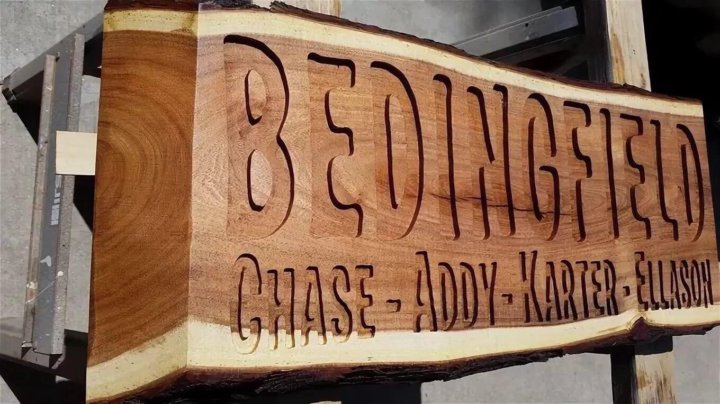 BEDINGFIELD
CHASE - ADDY - KARTER - ELLASON